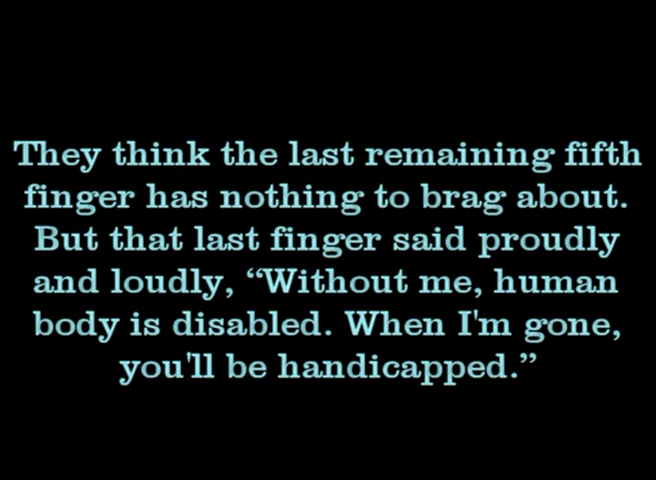 They think the last remaining fifth
finger has nothing to brag about.
But that last finger said proudly
and loudly, “Without me, human
body is disabled. When I'm gone,
you'll be handicapped.”